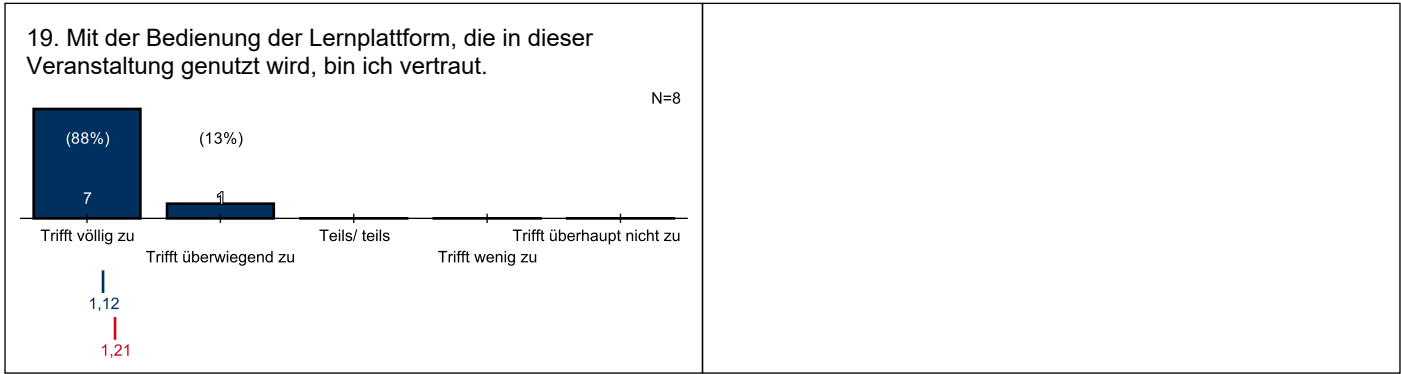 19. Mit der Bedienung der Lernplattform, die in dieser
Veranstaltung genutzt wird, bin ich vertraut.
N=8
(88%) (13%)
7 1
Trifft völlig zu Teils/ teils Trifft überhaupt nicht zu
Trifft überwiegend zu Trifft wenig zu
1,12
1,21